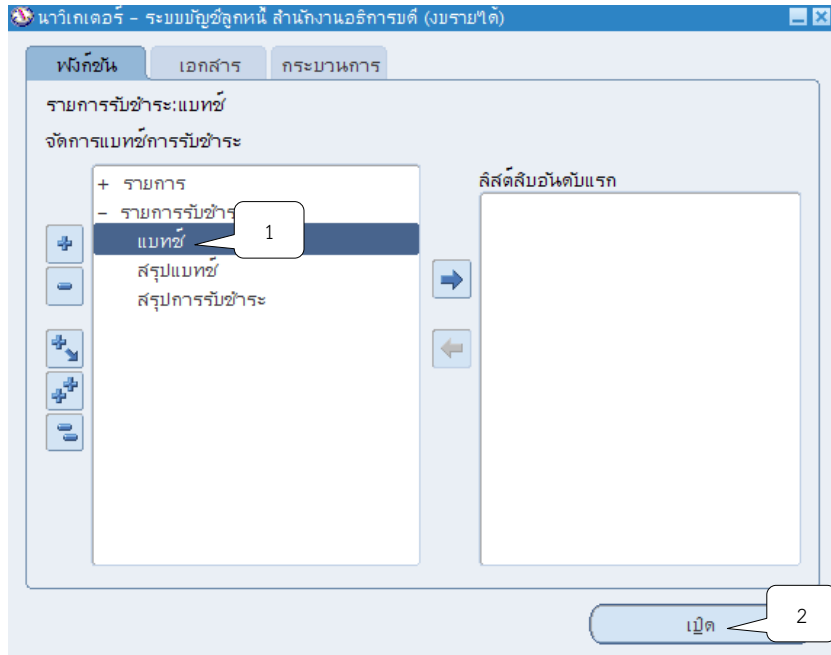 นาวิเกเตอร์ – ระบบบัญชีลูกหนี้ สำนักงานอธิการบดี (งบรายได้)
ฟังก์ชัน เอกสาร กระบวนการ
รายการรับชำระ:แบทช์
จัดการแบทช์การรับชำระ
+ รายการ
ลิสต์สิบอันดับแรก
– รายการรับชำร
แบทช์ 1
สรุปแบทช์
สรุปการรับชำระ
เปิด 2